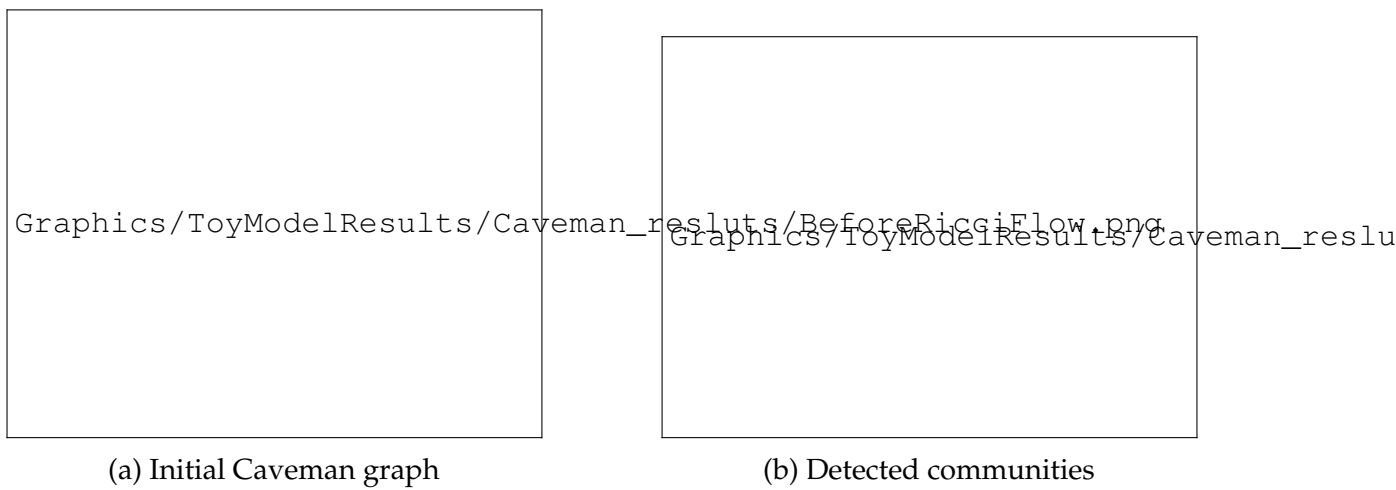 Graphics/ToyModelResults/Caveman_resluts/BeforeRicciFlow.png
Graphics/ToyModelResults/Caveman_reslu
(a) Initial Caveman graph
(b) Detected communities